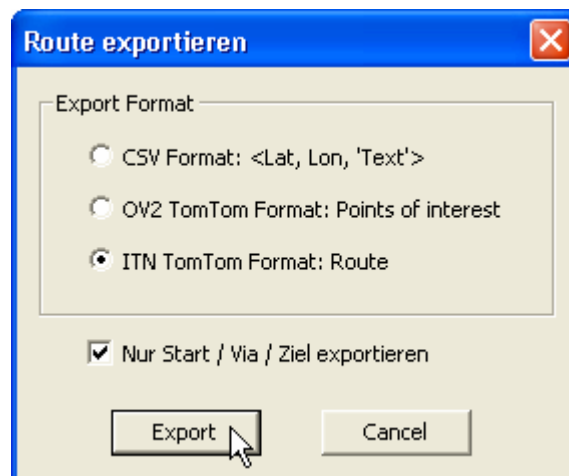 Route exportieren
Export Format
CSV Format: <Lat, Lon, 'Text'>
OV2 TomTom Format: Points of interest
ITN TomTom Format: Route
Nur Start / Via / Ziel exportieren
Export Cancel